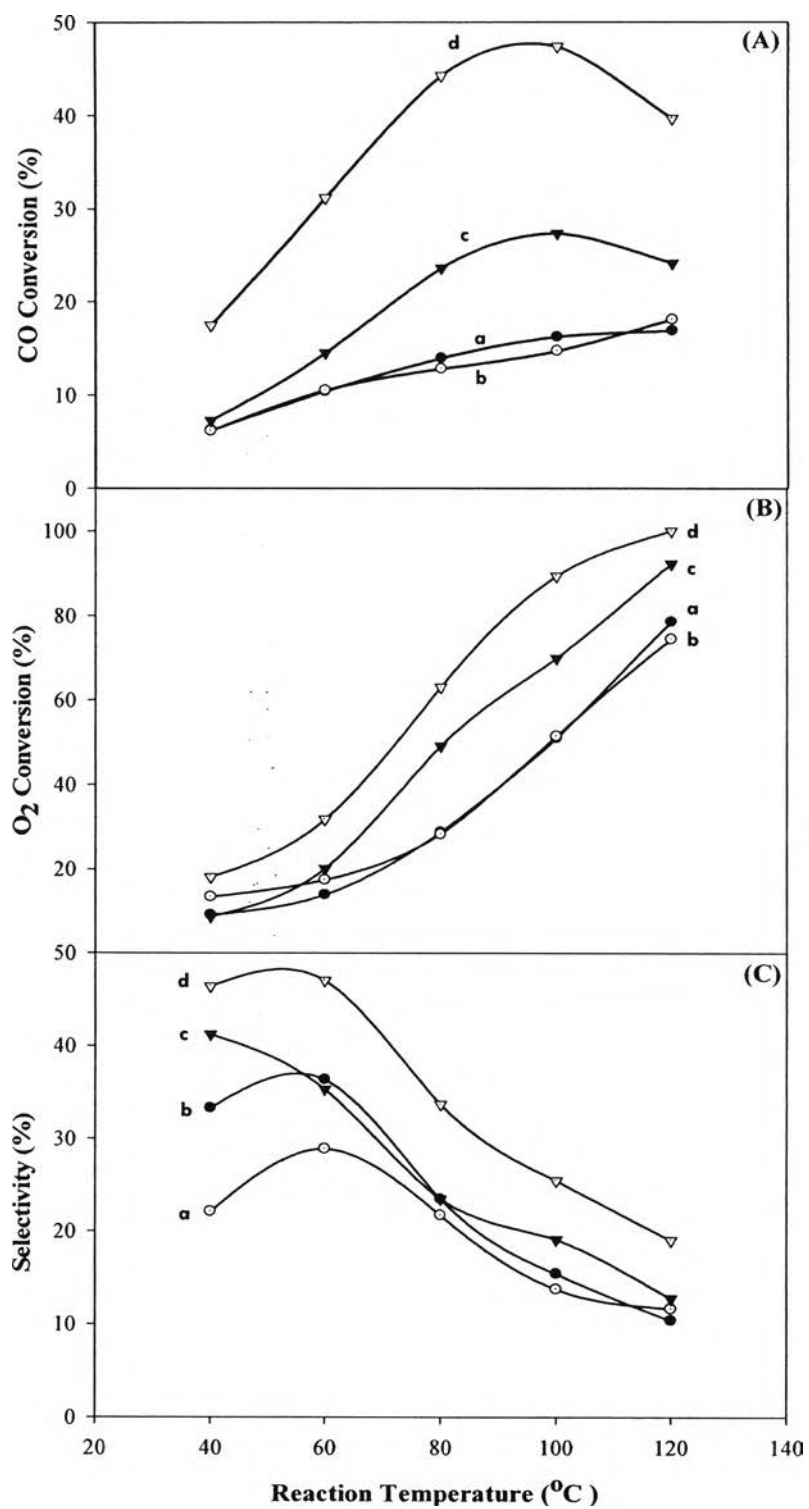 50
(A)
d
40
CO Conversion (%)
30
c
20
a
10
b
0
(B)
100
d
c
80
a
b
O2 Conversion (%)
60
40
20
50
(C)
d
40
c
b
Selectivity (%)
30
a
20
10
0
20 40 60 80 100 120 140
Reaction Temperature (°C )